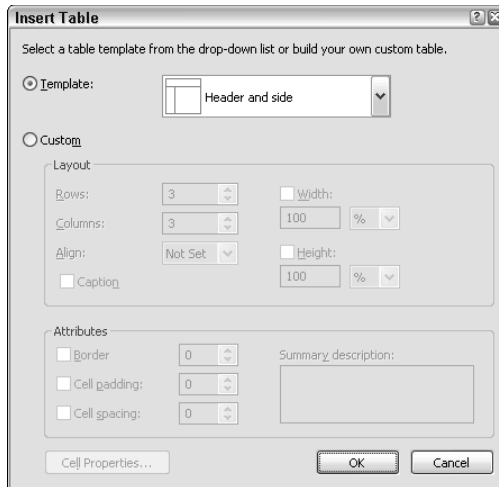 Insert Table
Select a table template from the drop-down list or build your own custom table.
Template:
Header and side
Custom
Layout
Rows: 3 Width:
Columns: 3 100 %
Align: Not Set Height:
Caption 100 %
Attributes
Border 0 Summary description:
Cell padding: 0
Cell spacing: 0
Cell Properties... OK Cancel